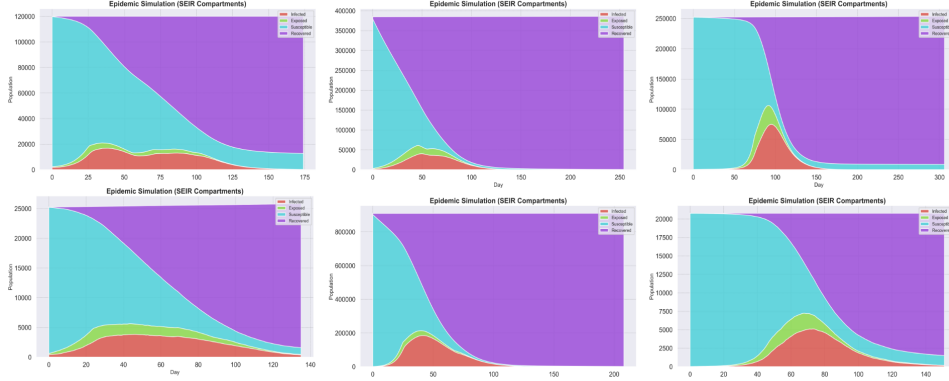 Epidemic Simulation (SEIR Compartments)
Infected
Exposed
Susceptible
Recovered
Population
120000
100000
80000
60000
40000
20000
0
0 25 50 75 100 125 150 175
Day
Epidemic Simulation (SEIR Compartments)
Infected
Exposed
Susceptible
Recovered
Population
400000
350000
300000
250000
200000
150000
100000
50000
0
0 50 100 150 200 250
Day
Epidemic Simulation (SEIR Compartments)
Infected
Exposed
Susceptible
Recovered
Population
250000
200000
150000
100000
50000
0
0 50 100 150 200 250 300
Day
Epidemic Simulation (SEIR Compartments)
Infected
Exposed
Susceptible
Recovered
Population
25000
20000
15000
10000
5000
0
0 20 40 60 80 100 120 140
Day
Epidemic Simulation (SEIR Compartments)
Infected
Exposed
Susceptible
Recovered
Population
800000
600000
400000
200000
0
0 50 100 150 200
Day
Epidemic Simulation (SEIR Compartments)
Infected
Exposed
Susceptible
Recovered
Population
20000
17500
15000
12500
10000
7500
5000
2500
0
0 20 40 60 80 100 120 140
Day